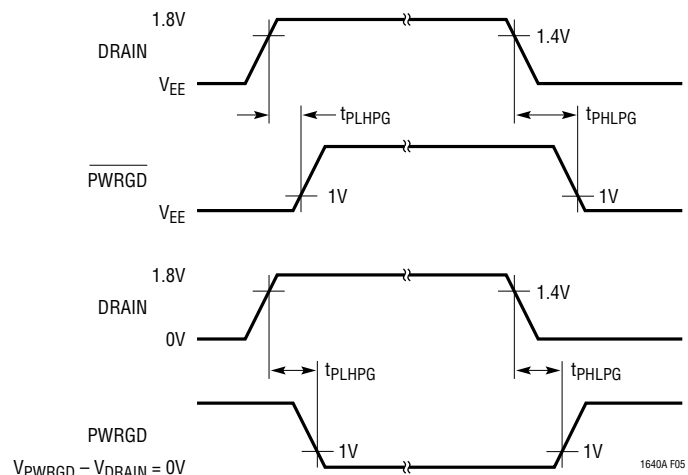 1.8V
DRAIN
1.4V
VEE
tPLHPG
tPHLPG
PWRGD
1V
1V
VEE
1.8V
DRAIN
1.4V
0V
tPLHPG
tPHLPG
PWRGD
1V
1V
VPWRGD – VDRAIN = 0V
1640A F05